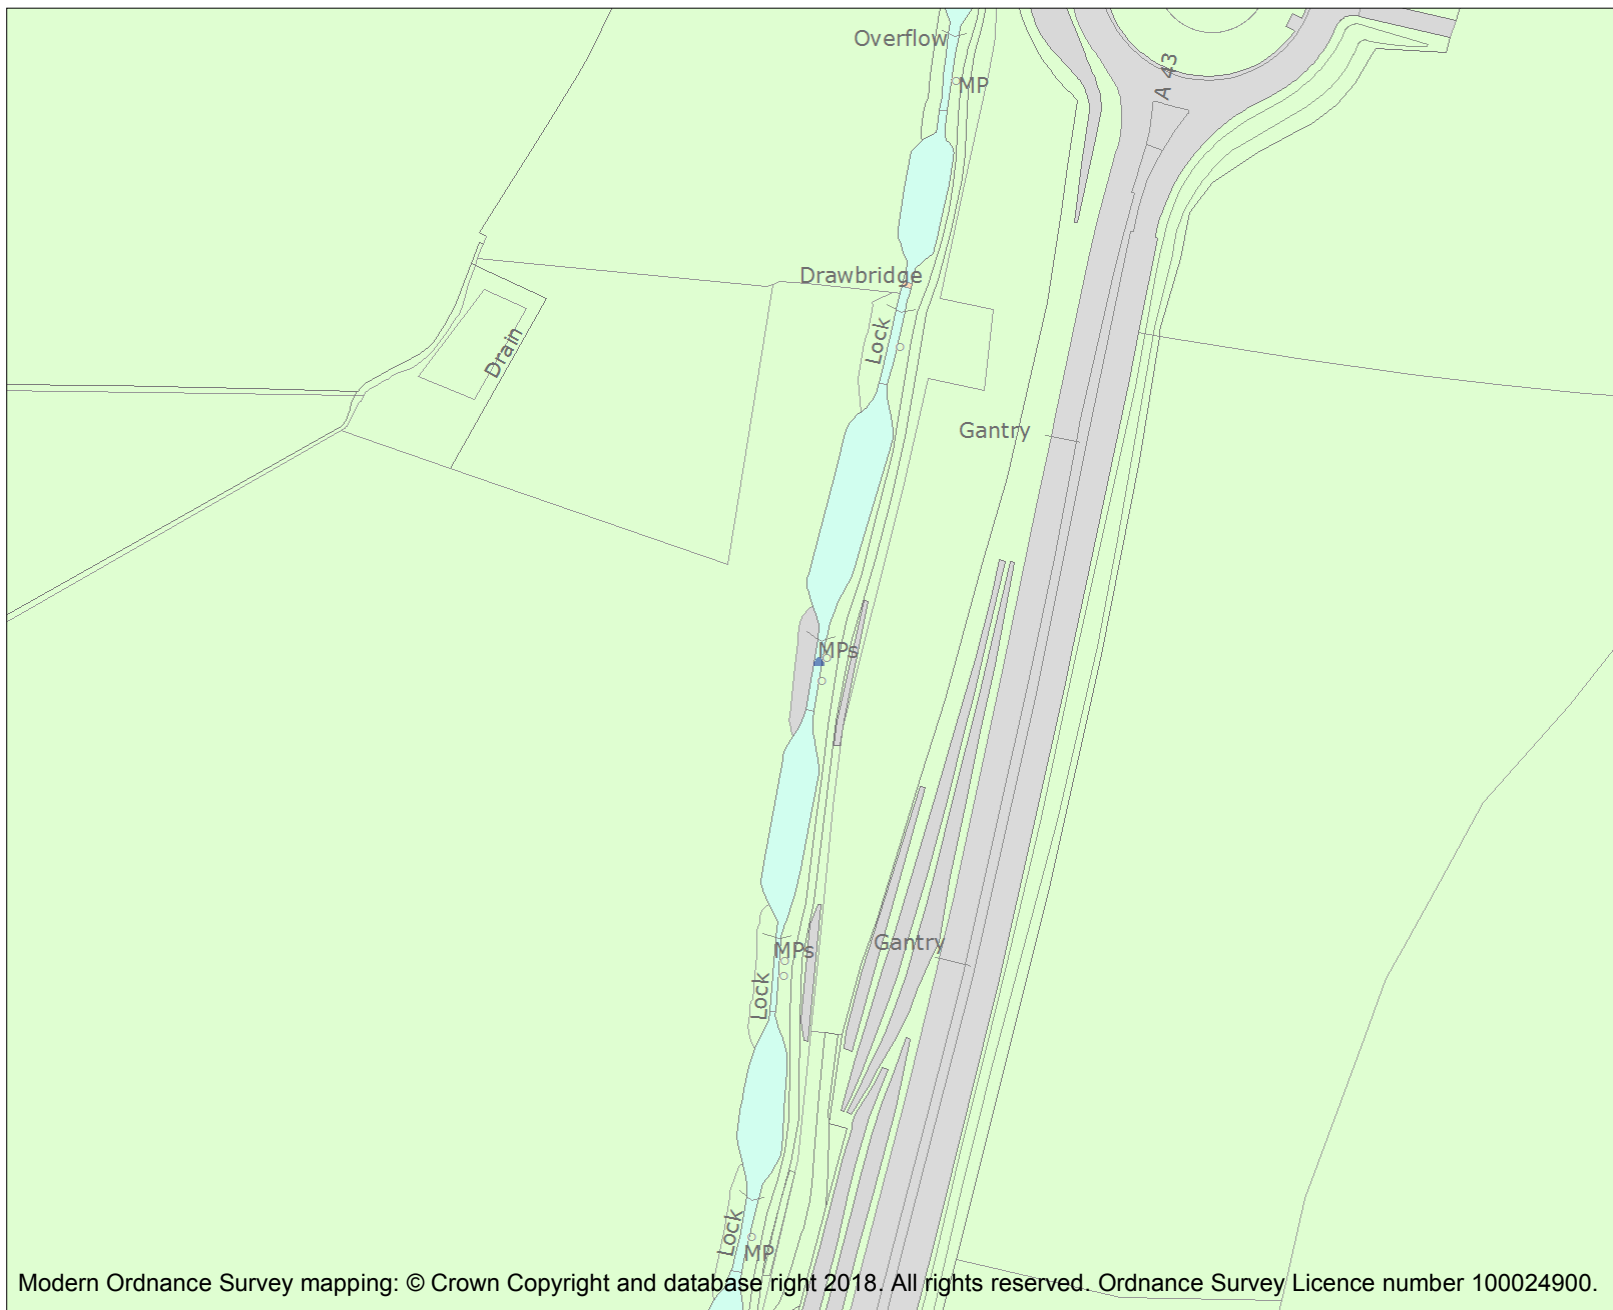 Overflow
A 43
MP
Drawbridge
Lock
Drain
Gantry
MPs
Gantry
MPs
Lock
Lock
MP
Modern Ordnance Survey mapping: © Crown Copyright and database right 2018. All rights reserved. Ordnance Survey Licence number 100024900.